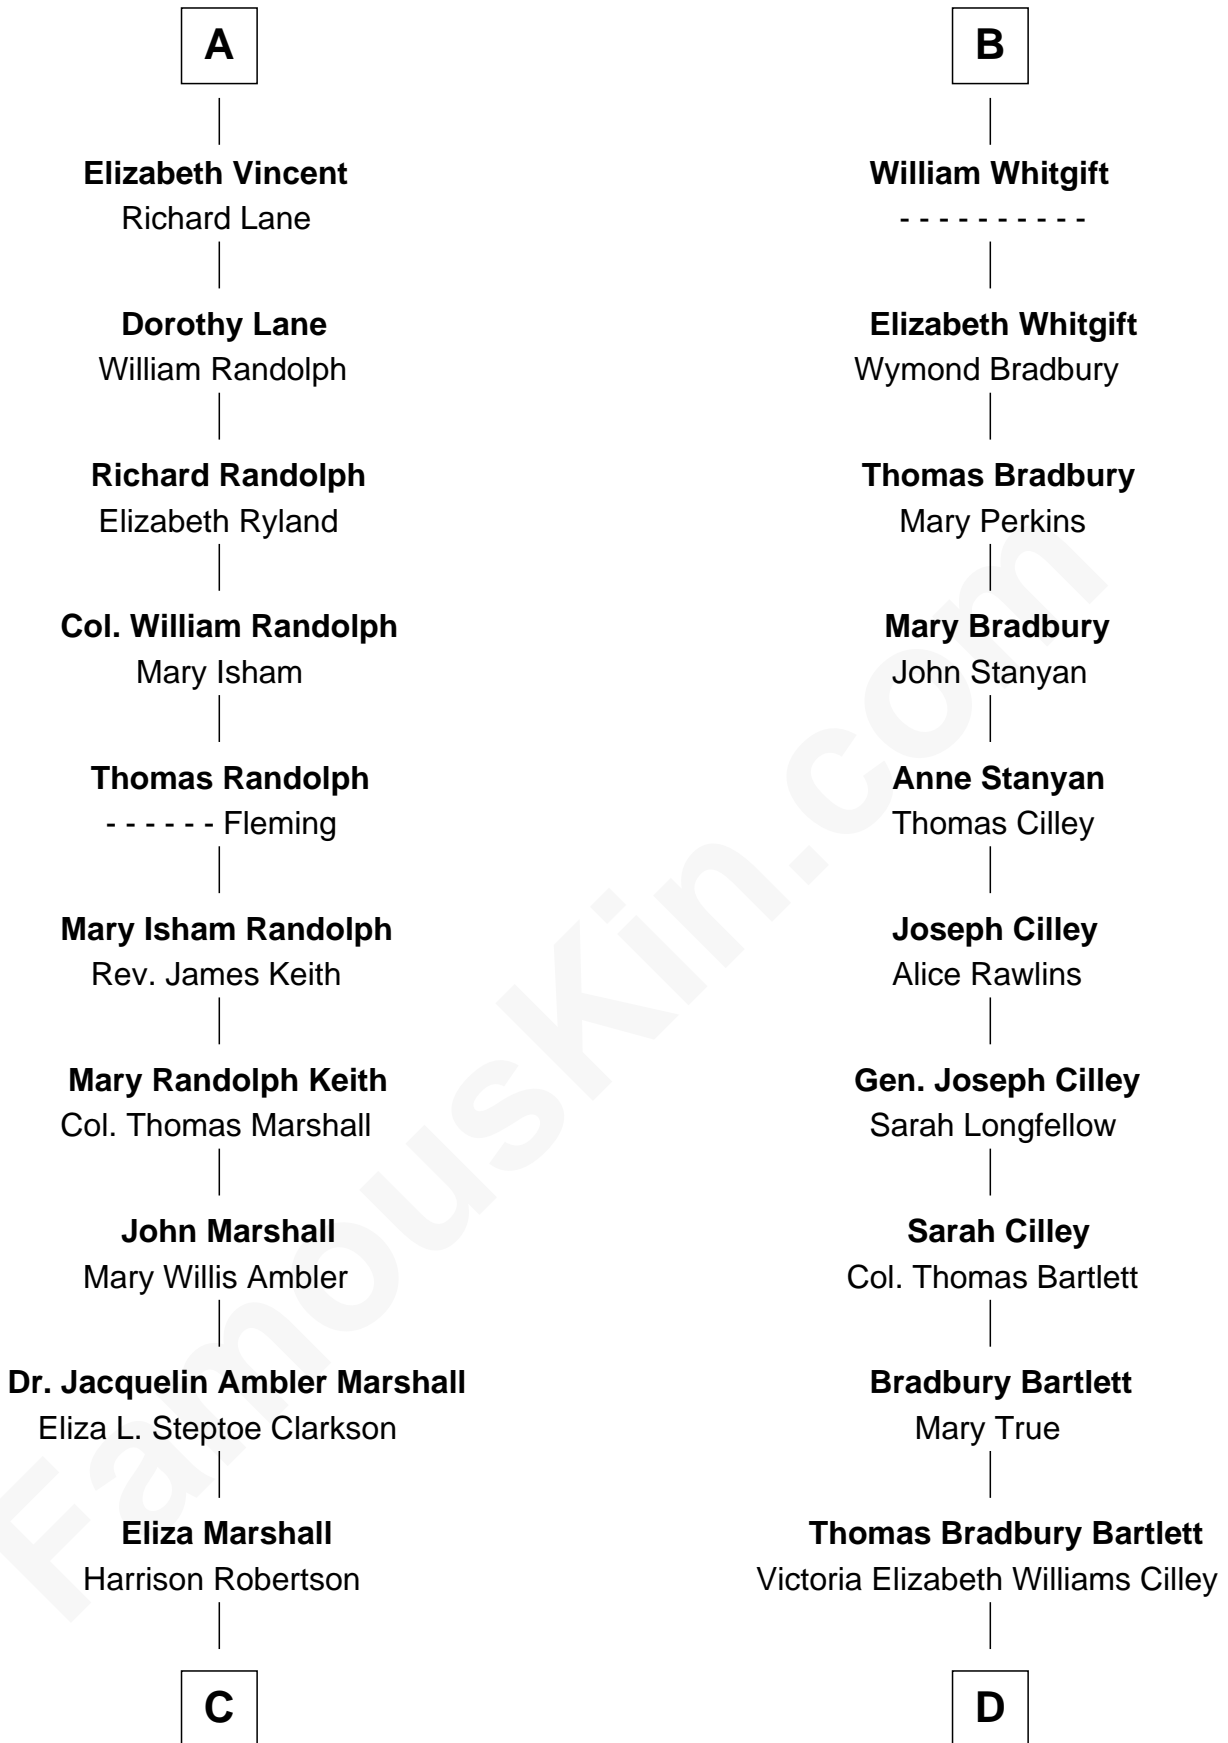 A
Elizabeth Vincent
Richard Lane
Dorothy Lane
William Randolph
Richard Randolph
Elizabeth Ryland
Col. William Randolph
Mary Isham
Thomas Randolph
- - - - - - Fleming
Mary Isham Randolph
Rev. James Keith
Mary Randolph Keith
Col. Thomas Marshall
John Marshall
Mary Willis Ambler
Dr. Jacquelin Ambler Marshall
Eliza L. Steptoe Clarkson
Eliza Marshall
Harrison Robertson
C
B
William Whitgift
- - - - - - - - - -
Elizabeth Whitgift
Wymond Bradbury
Thomas Bradbury
Mary Perkins
Mary Bradbury
John Stanyan
Anne Stanyan
Thomas Cilley
Joseph Cilley
Alice Rawlins
Gen. Joseph Cilley
Sarah Longfellow
Sarah Cilley
Col. Thomas Bartlett
Bradbury Bartlett
Mary True
Thomas Bradbury Bartlett
Victoria Elizabeth Williams Cilley
D
FamousKin.com